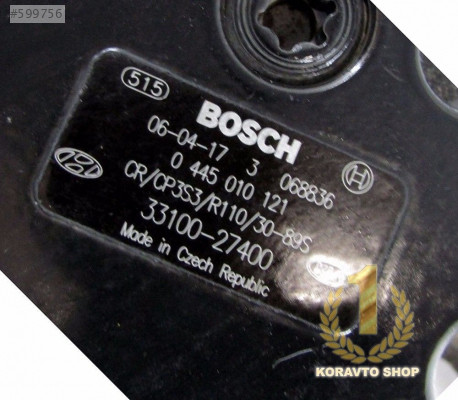 #599756
515
BOSCH
06-04-17 3 068836
0 445 010 121
CR/CP3S3/R110/30-89S
33100-27400
Made in Czech Republic
1
KORAVTO SHOP